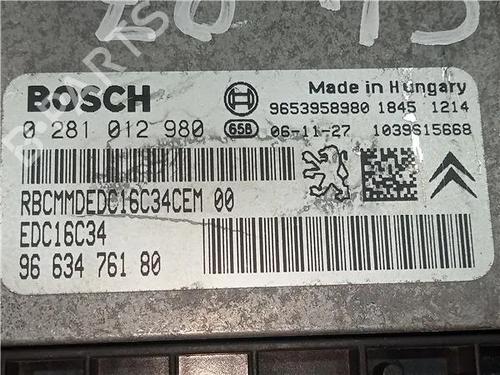 BOSCH
Made in Hungary
9653958980 1845 1214
0 281 012 980
658 06-11-27 1039S15668
RBCMMDEDC16C34CEM 00
EDC16C34
96 634 761 80